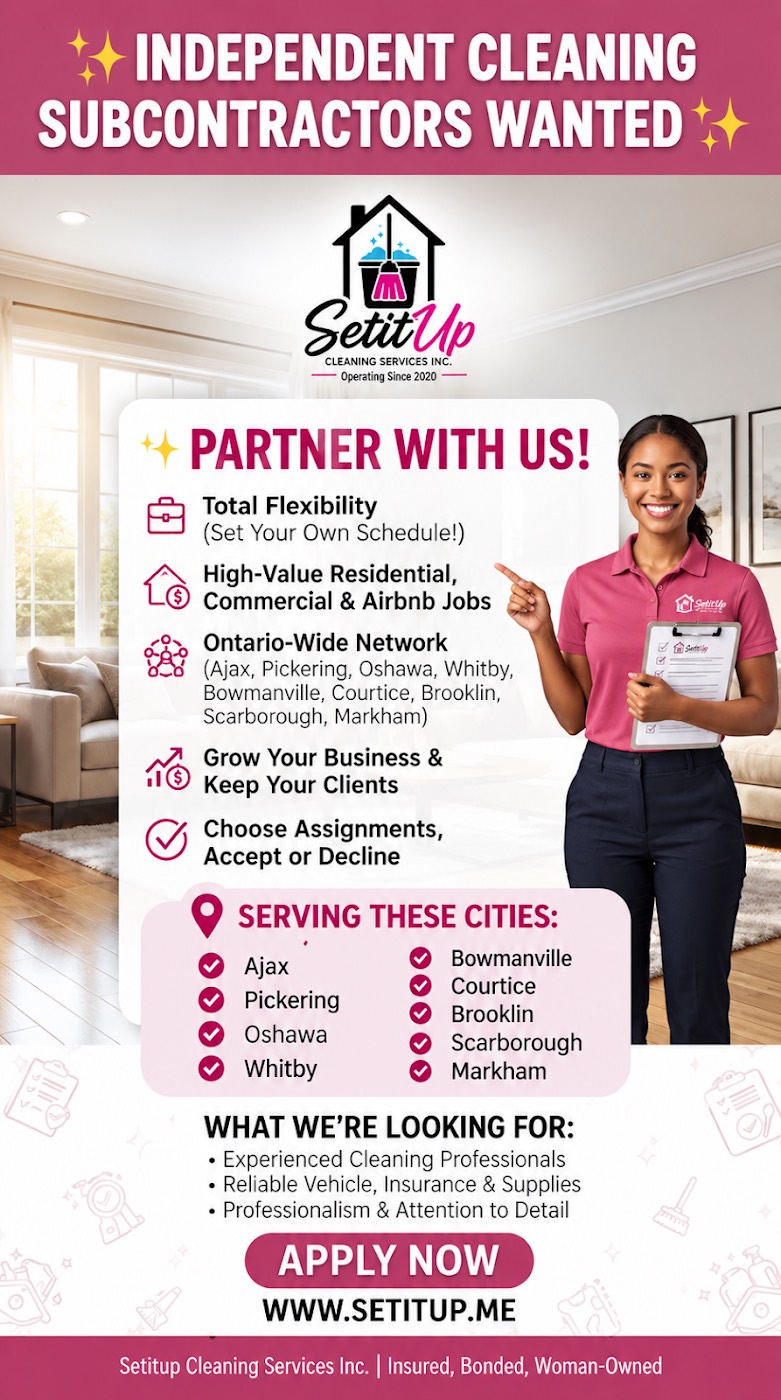 INDEPENDENT CLEANING
SUBCONTRACTORS WANTED
SetitUp
CLEANING SERVICES INC.
Operating Since 2020
PARTNER WITH US!
Total Flexibility
(Set Your Own Schedule!)
High-Value Residential,
Commercial & Airbnb Jobs
Ontario-Wide Network
(Ajax, Pickering, Oshawa, Whitby,
Bowmanville, Courtice, Brooklin,
Scarborough, Markham)
Grow Your Business &
Keep Your Clients
Choose Assignments,
Accept or Decline
SetitUp
SetitUp
SERVING THESE CITIES:
Ajax
Pickering
Oshawa
Whitby
Bowmanville
Courtice
Brooklin
Scarborough
Markham
WHAT WE'RE LOOKING FOR:
• Experienced Cleaning Professionals
• Reliable Vehicle, Insurance & Supplies
• Professionalism & Attention to Detail
APPLY NOW
WWW.SETITUP.ME
Setitup Cleaning Services Inc. | Insured, Bonded, Woman-Owned